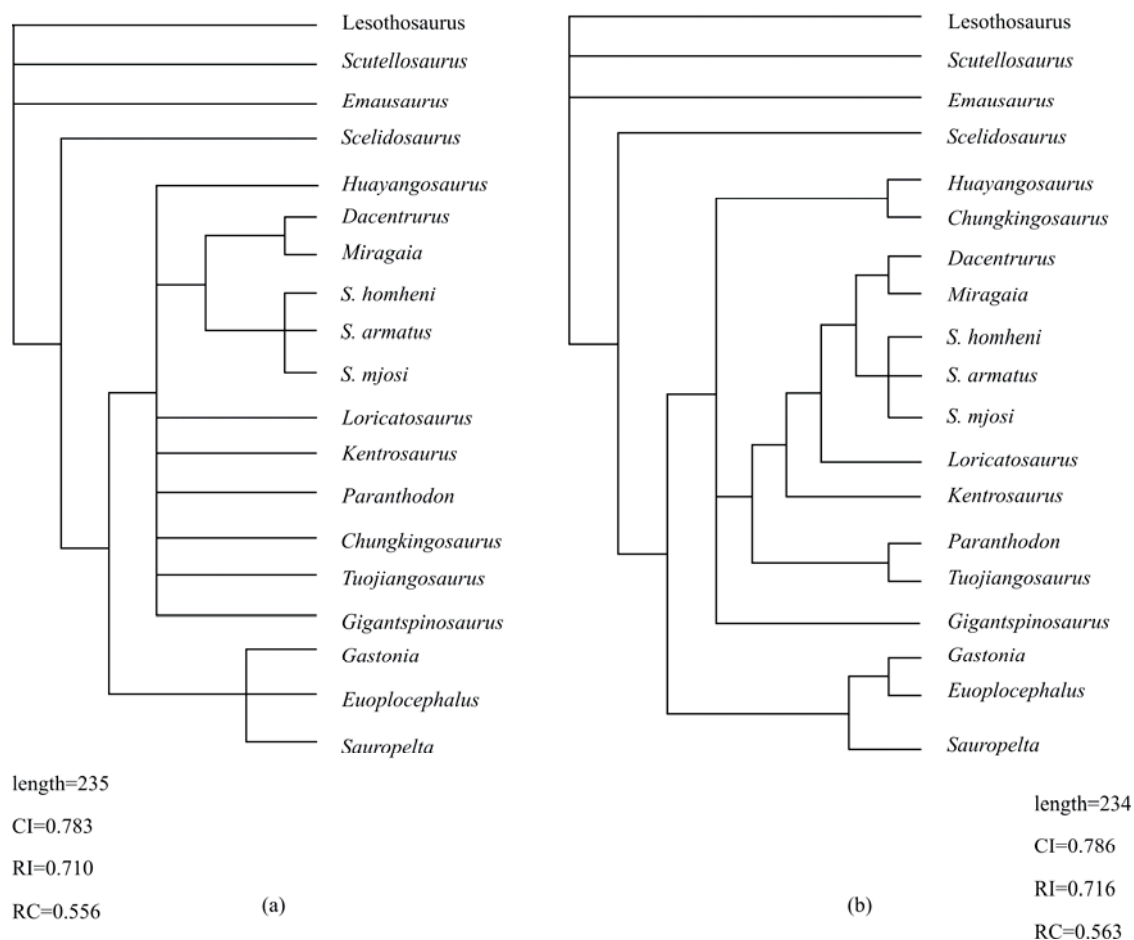 Lesothosaurus
Scutellosaurus
Emausaurus
Scelidosaurus
Huayangosaurus
Dacentrurus
Miragaia
S. homheni
S. armatus
S. mjosi
Loricatosaurus
Kentrosaurus
Paranthodon
Chungkingosaurus
Tuojiangosaurus
Gigantspinosaurus
Gastonia
Euoplocephalus
Sauropelta
length=235
CI=0.783
RI=0.710
RC=0.556
(a)
Lesothosaurus
Scutellosaurus
Emausaurus
Scelidosaurus
Huayangosaurus
Chungkingosaurus
Dacentrurus
Miragaia
S. homheni
S. armatus
S. mjosi
Loricatosaurus
Kentrosaurus
Paranthodon
Tuojiangosaurus
Gigantspinosaurus
Gastonia
Euoplocephalus
Sauropelta
length=234
CI=0.786
RI=0.716
RC=0.563
(b)